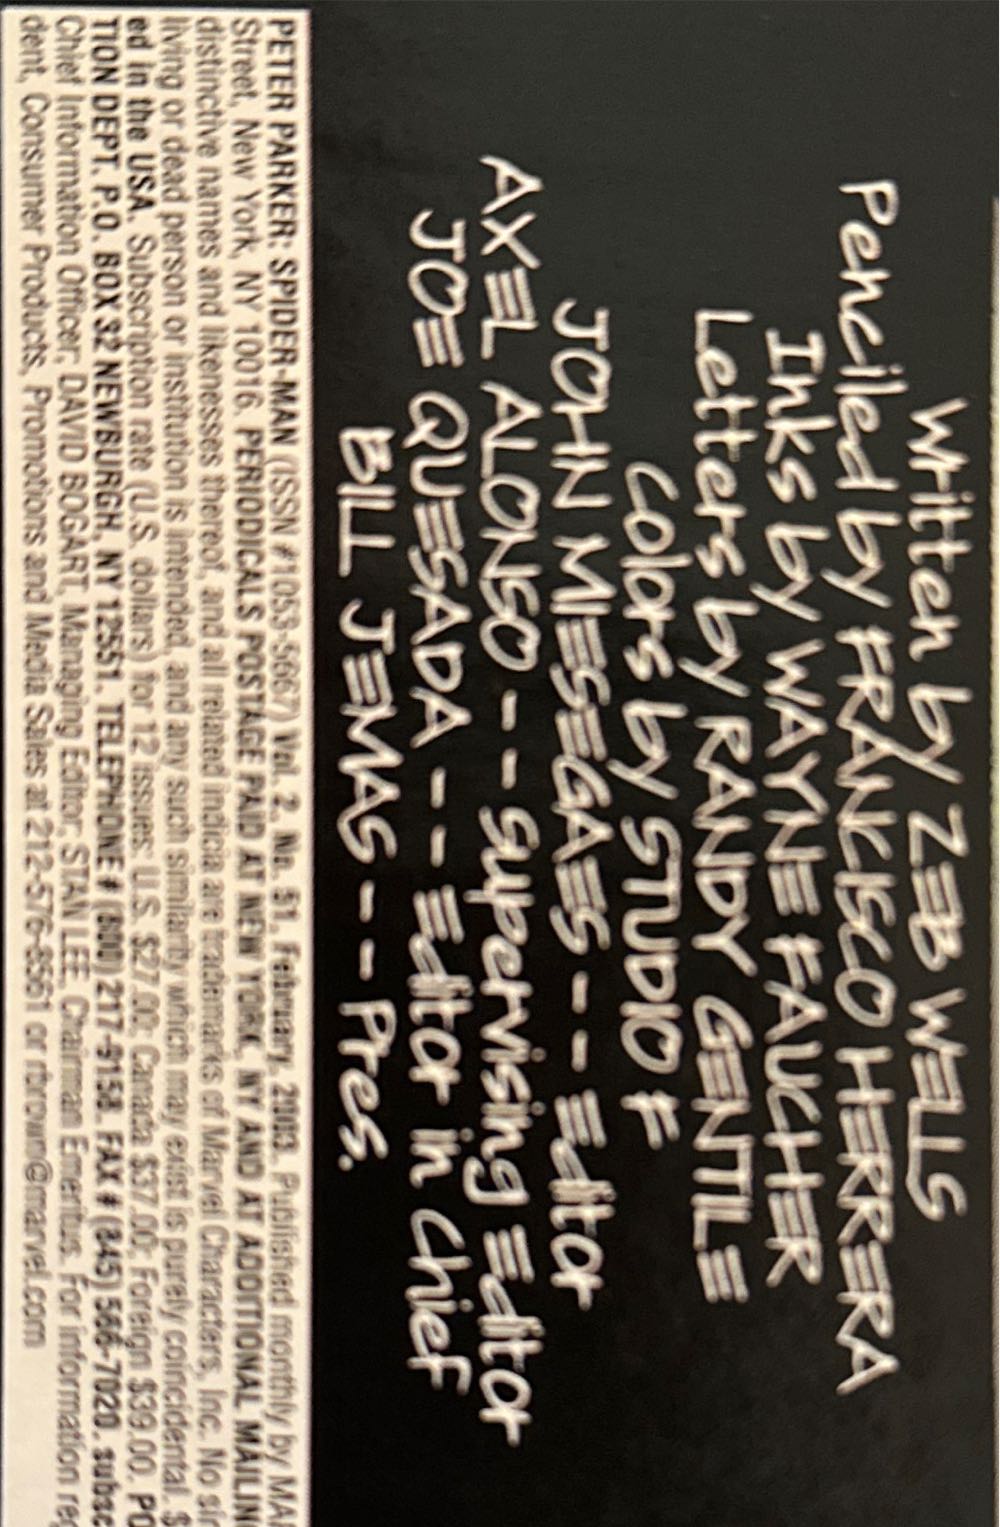 Written by ZEB WELLS
Penciled by FRANCISCO HERRERA
Inks by WAYNE FAUCHER
Letters by RANDY GENTILE
Colors by STUDIO F
JOHN MIESEGAES -- Editor
AXEL ALONSO -- Supervising Editor
JOE QUESADA -- Editor in Chief
BILL JEMAS -- Pres.
PETER PARKER: SPIDER-MAN (ISSN #1053-5667) Vol. 2, No. 51, February, 2003. Published monthly by MA
Street, New York, NY 10016. PERIODICALS POSTAGE PAID AT NEW YORK, NY AND AT ADDITIONAL MAILIN
distinctive names and likenesses thereof, and all related indicia are trademarks of Marvel Characters, Inc. No sir
living or dead person or institution is intended, and any such similarity which may exist is purely coincidental. $
ed in the USA. Subscription rate (U.S. dollars) for 12 issues: U.S. $27.00; Canada $37.00; Foreign $39.00. PO
TION DEPT. P.O. BOX 32 NEWBURGH, NY 12551. TELEPHONE # (800) 217-9158. FAX # (845) 566-7020. subsc
Chief Information Officer; DAVID BOGART, Managing Editor; STAN LEE, Chairman Emeritus. For information reg
dent, Consumer Products, Promotions and Media Sales at 212-576-8561 or rbrown@marvel.com